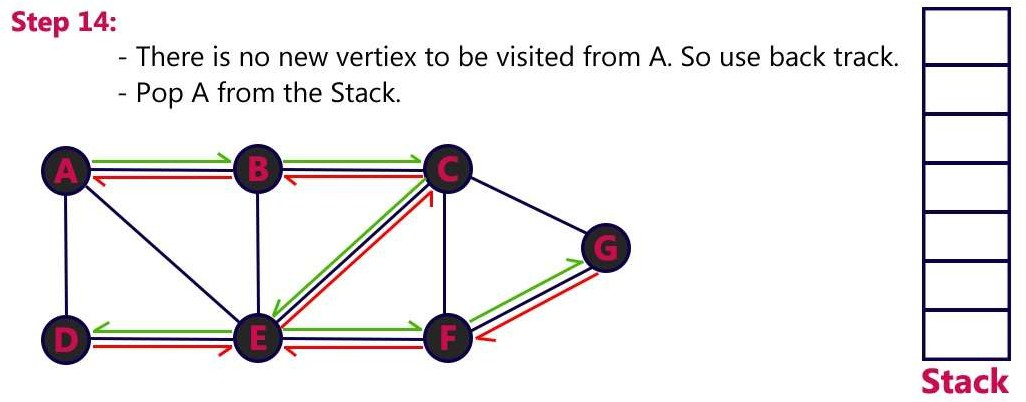 Step 14:
- There is no new vertiex to be visited from A. So use back track.
- Pop A from the Stack.
A
B
C
G
D
E
F
Stack